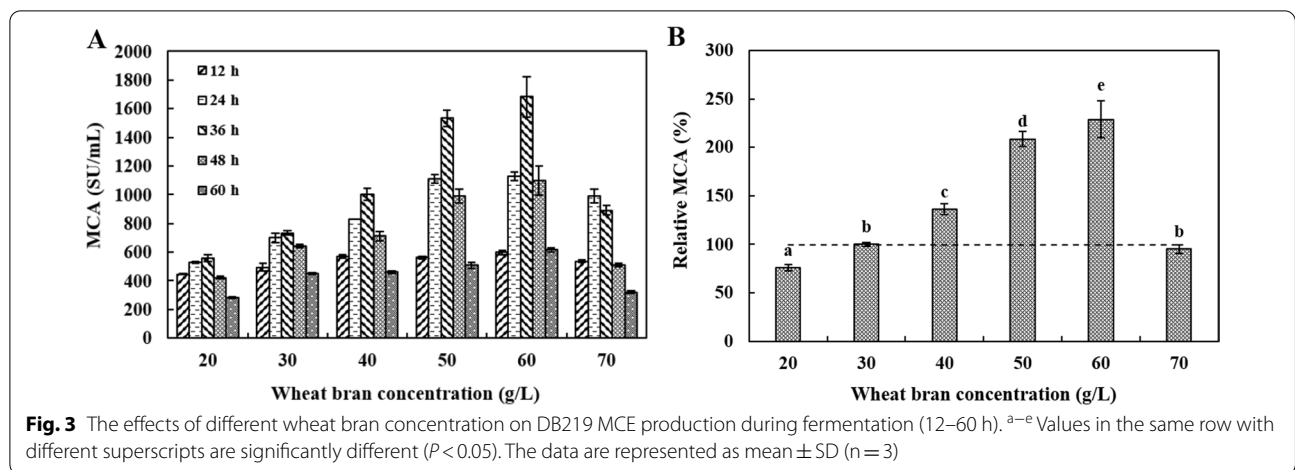 A
B
MCA (SU/mL)
2000
1800
1600
1400
1200
1000
800
600
400
200
0
12 h
24 h
36 h
48 h
60 h
20 30 40 50 60 70
Wheat bran concentration (g/L)
Relative MCA (%)
300
250
200
150
100
50
0
a b c d e b
20 30 40 50 60 70
Wheat bran concentration (g/L)
Fig. 3 The effects of different wheat bran concentration on DB219 MCE production during fermentation (12–60 h). a–e Values in the same row with
different superscripts are significantly different (P < 0.05). The data are represented as mean ± SD (n = 3)